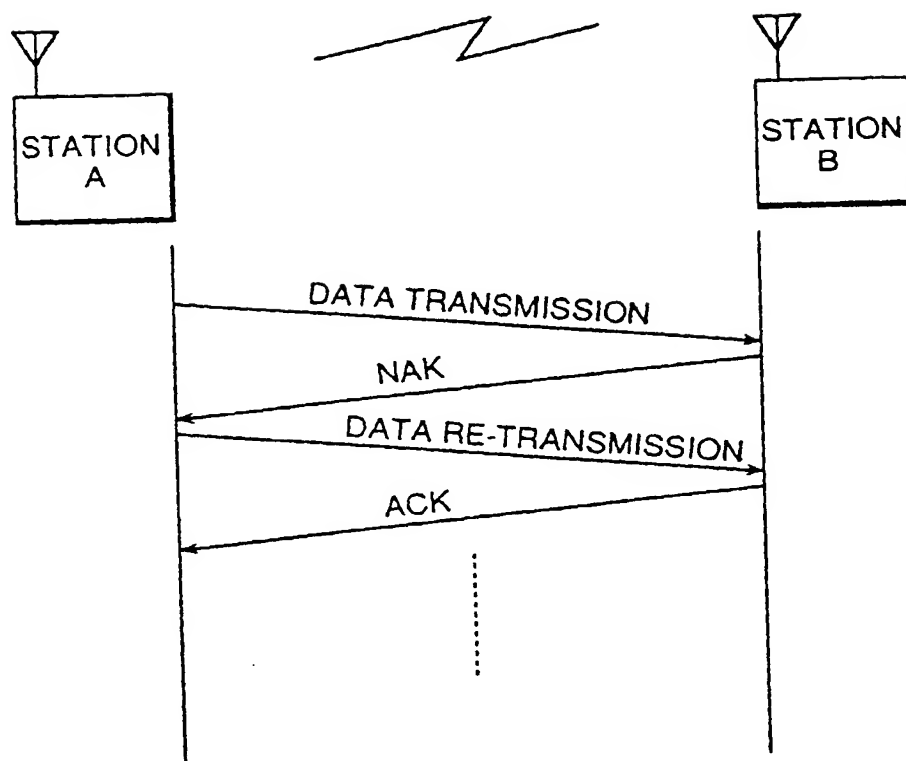 STATION
A
STATION
B
DATA TRANSMISSION
NAK
DATA RE-TRANSMISSION
ACK